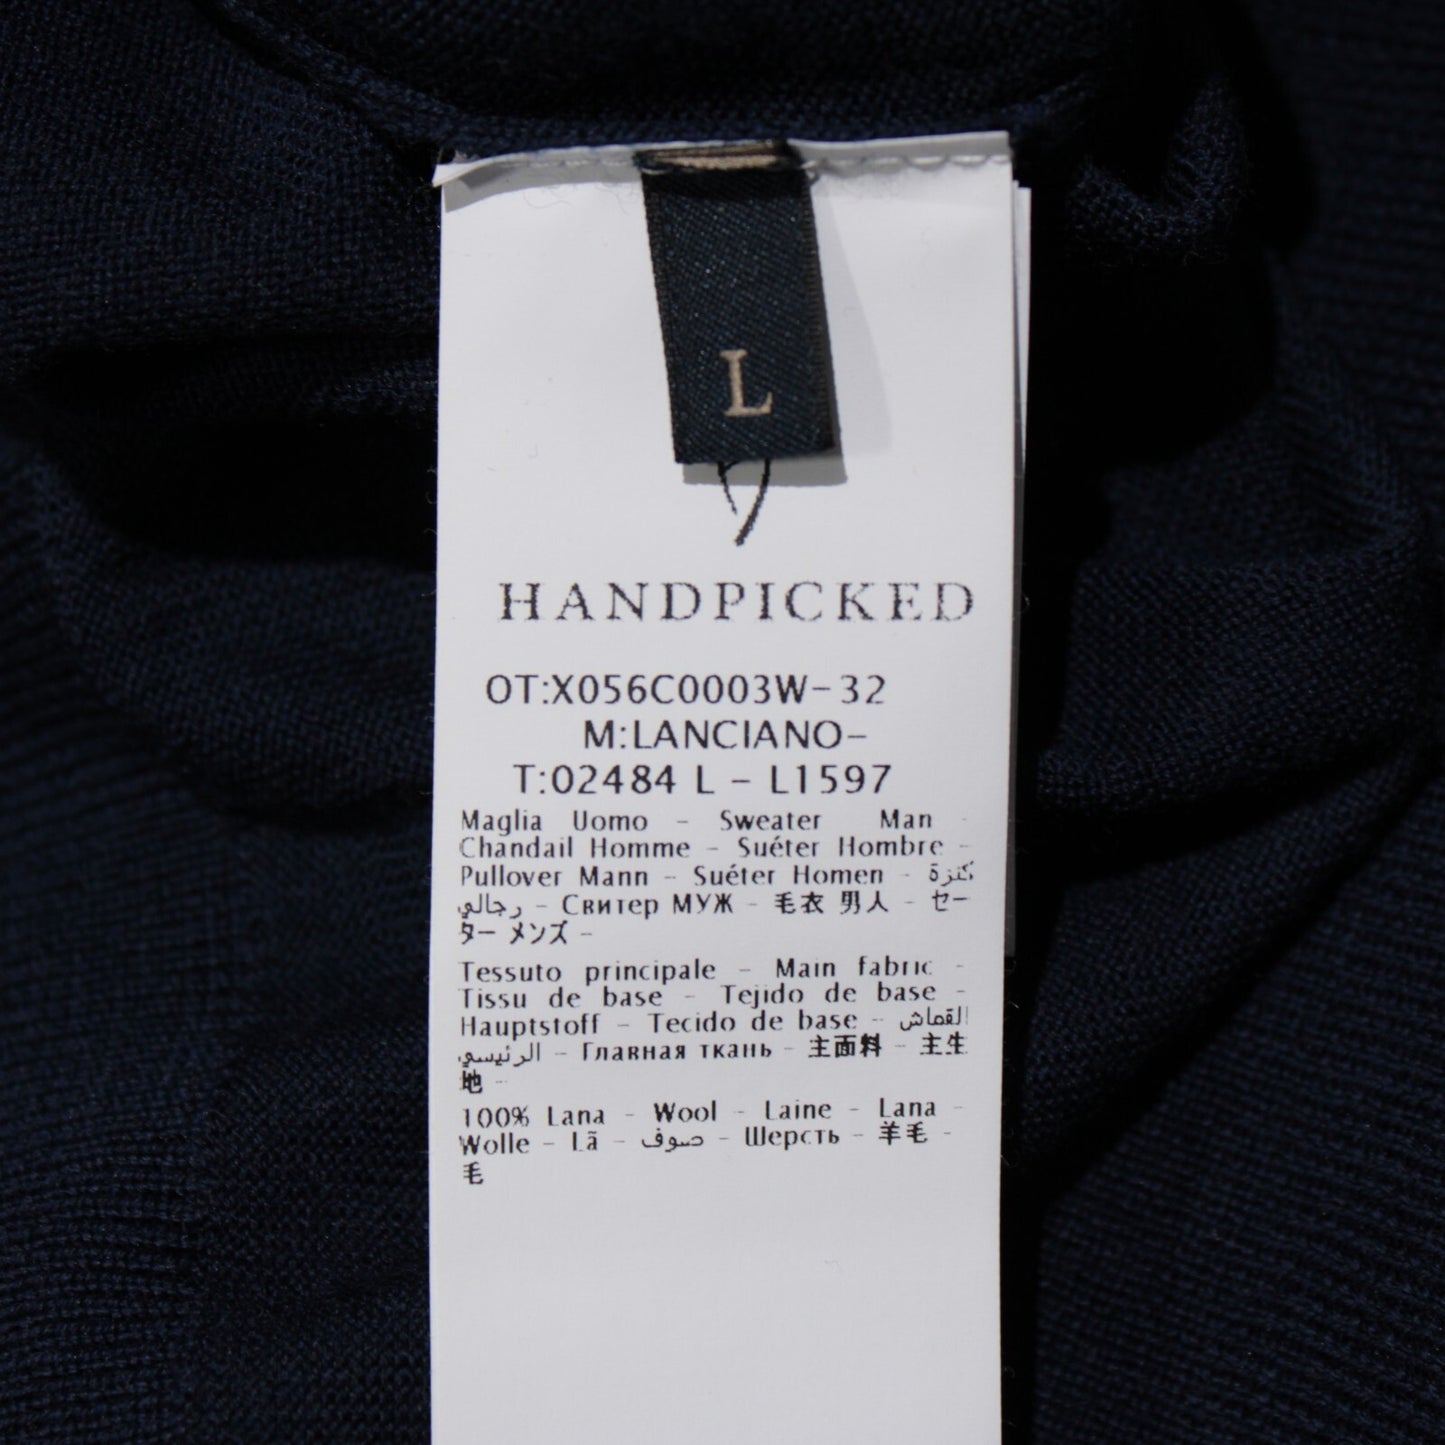 L
HANDPICKED
OT:X056C0003W-32
M:LANCIANO-
T:02484 L - L1597
Maglia Uomo - Sweater Man -
Chandail Homme - Suéter Hombre -
Pullover Mann - Suéter Homen - كنزة
رجالي - Свитер МУЖ - 毛衣 男人 - セー
ター メンズ -
Tessuto principale - Main fabric -
Tissu de base - Tejido de base -
Hauptstoff - Tecido de base - القماش
الرئيسي - Главная ткань - 主面料 - 主生
地 -
100% Lana - Wool - Laine - Lana -
Wolle - Lã - صوف - Шерсть - 羊毛 -
毛